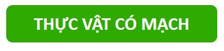 THỰC VẬT CÓ MẠCH